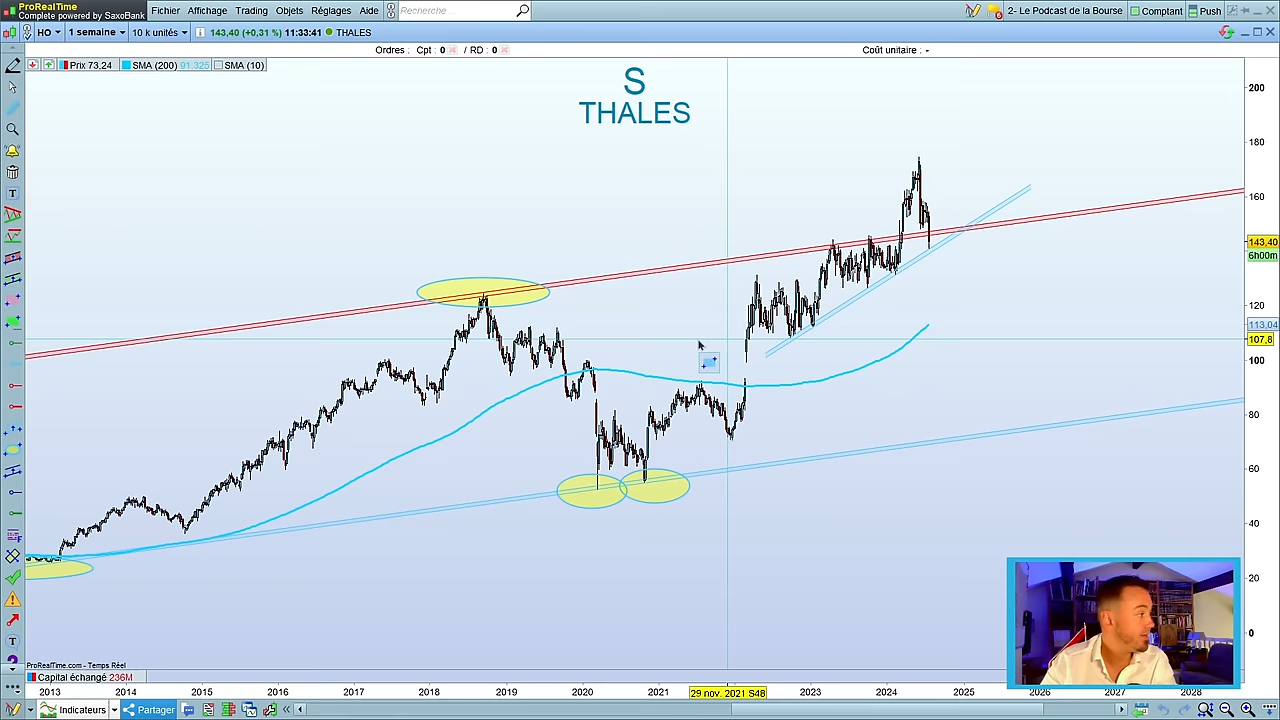 ProRealTime
Complete powered by SaxoBank
Fichier Affichage Trading Objets Réglages Aide
Recherche
2- Le Podcast de la Bourse
Comptant
Push
HO
1 semaine
10 k unités
i
143,40 (+0,31 %) 11:33:41
THALES
Ordres : Cpt : 0 / RD : 0
Coût unitaire : -
Prix 73,24
SMA (200) 91.325
SMA (10)
S
THALES
200
180
160
143,40
6h00m
120
113,04
107,8
100
80
60
40
20
0
T
T
ProRealTime.com - Temps Réel
Capital échangé 236M
2013 2014 2015 2016 2017 2018 2019 2020 2021 29 nov. 2021 S48 2023 2024 2025 2026 2027 2028
Indicateurs
Partager